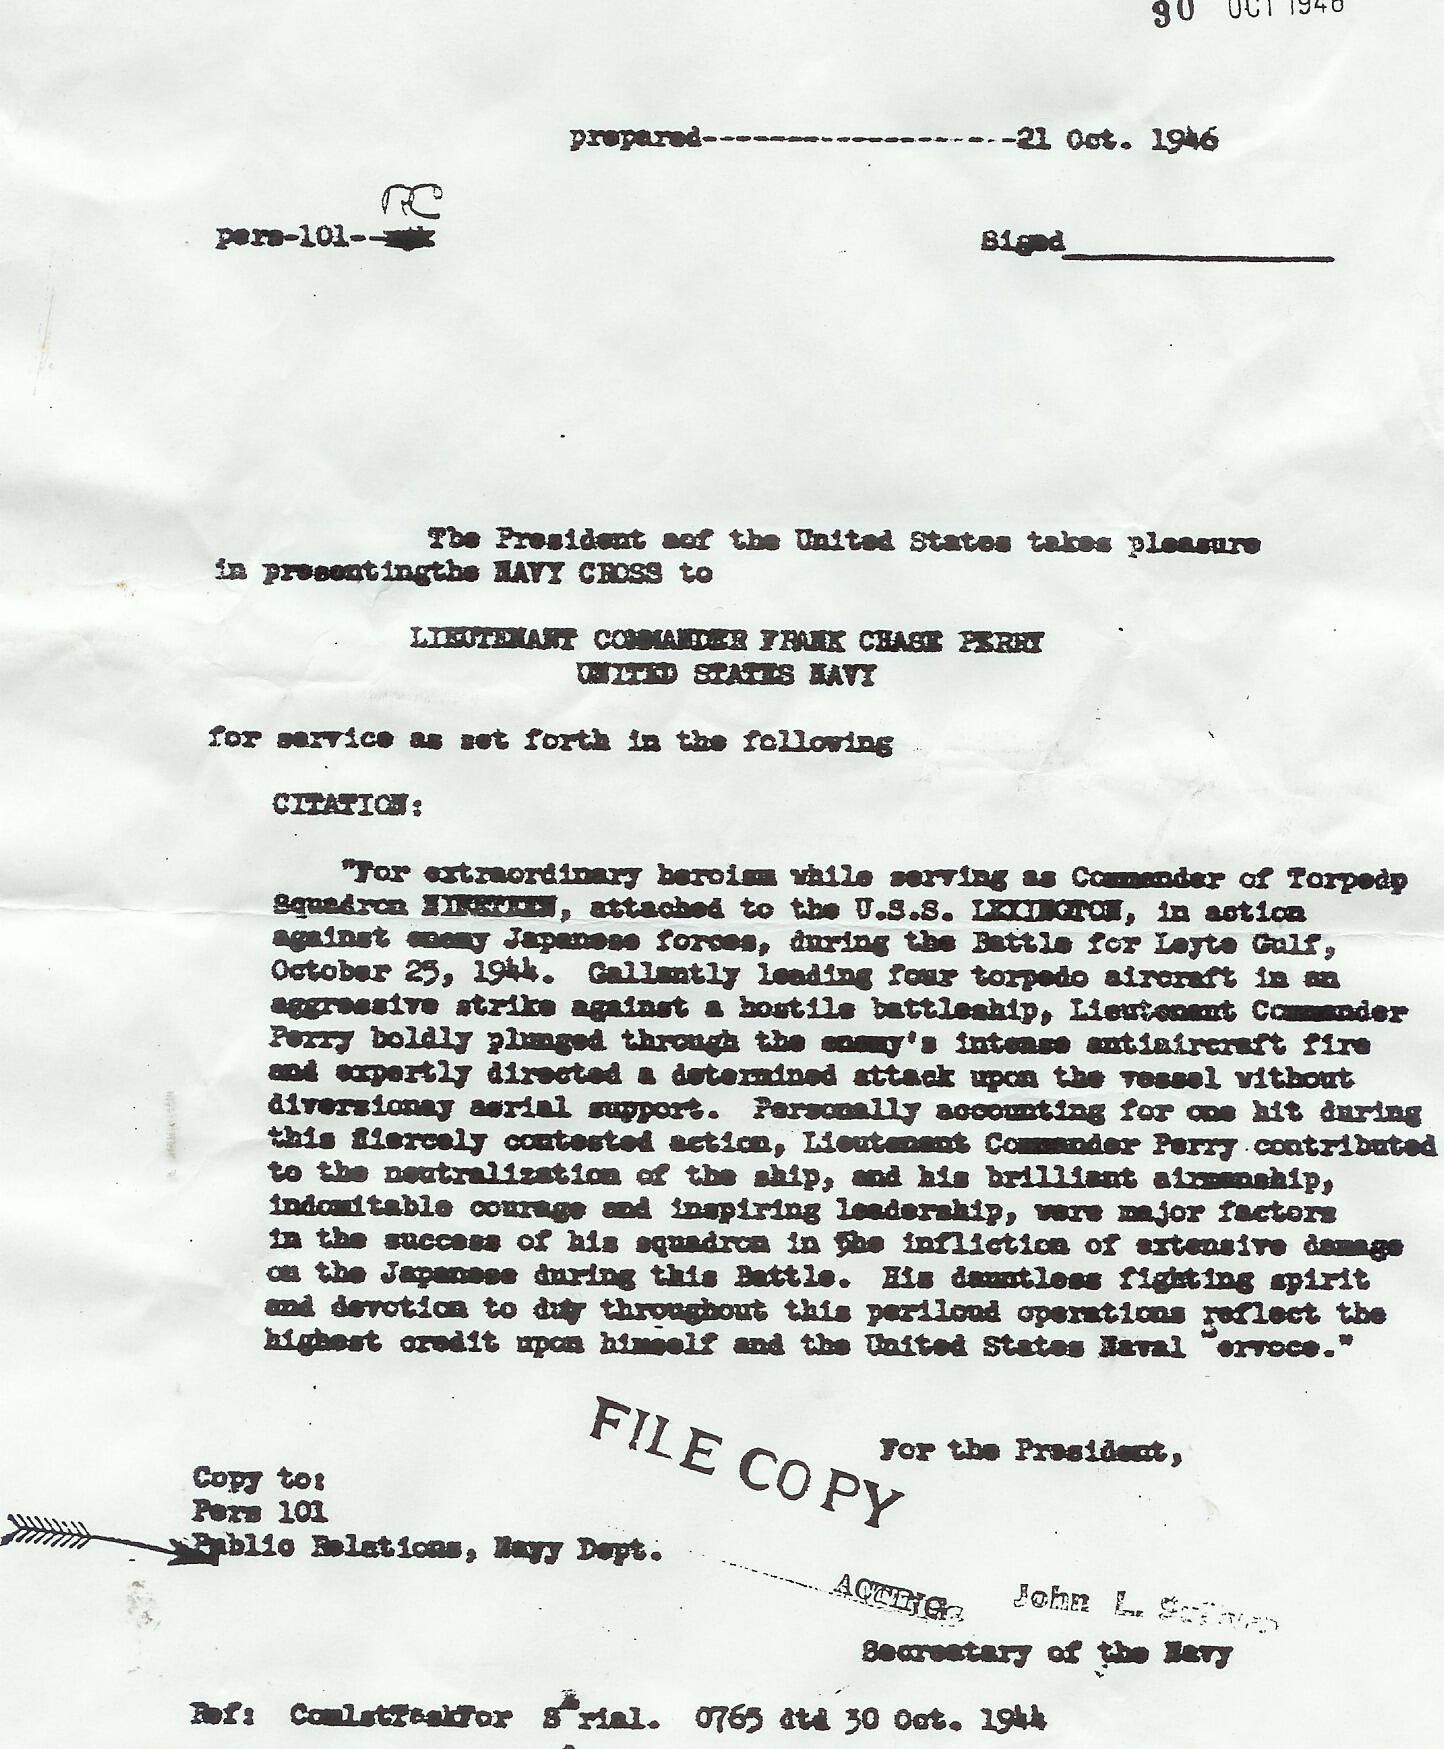 30 OCT 1946
prepared--------------------21 Oct. 1946
pers-101--
Siged
The President aof the United States takes pleasure
in presentingthe NAVY CROSS to
LIEUTENANT COMMANDER FRANK CHASE PERRY
UNITED STATES NAVY
for service as set forth in the following
CITATION:
"For extraordinary heroism while serving as Commander of Torpedp
Squadron NINETEEN, attached to the U.S.S. LEXINGTON, in action
against enemy Japanese forces, during the Battle for Leyte Gulf,
October 25, 1944. Gallantly leading four torpedo aircraft in an
aggressive strike against a hostile battleship, Lieutenant Commander
Perry boldly plunged through the enemy's intense antiaircraft fire
and expertly directed a determined attack upon the vessel without
diversionay aerial support. Personally accounting for one hit during
this fiercely contested action, Lieutenant Commander Perry contributed
to the neutralization of the ship, and his brilliant airmanship,
indomitable courage and inspiring leadership, were major factors
in the success of his squadron in the infliction of extensive damage
on the Japanese during this Battle. His dauntless fighting spirit
and devotion to duty throughout this periloud operations reflect the
highest credit upon himself and the United States Naval Servoce."
FILE COPY
For the President,
Copy to:
Pers 101
Public Relations, Navy Dept.
ACTING John L.
Secreatary of the Navy
Ref: Com1stTaskFor Serial. 0765 dtd 30 Oct. 1944